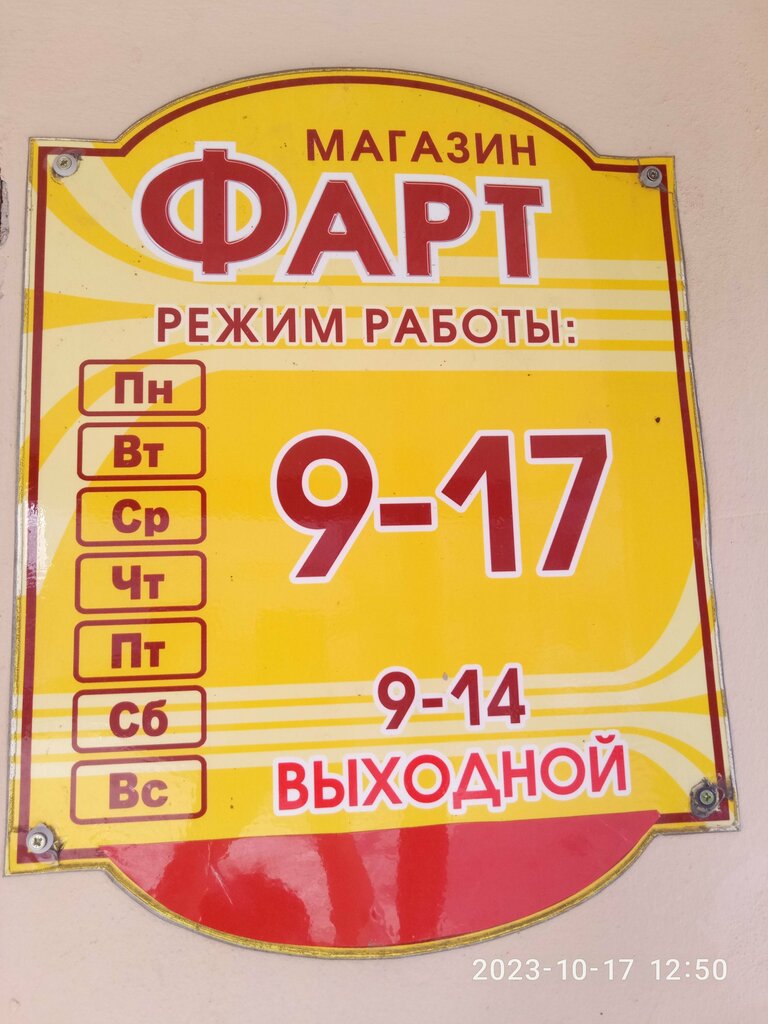 МАГАЗИН
ФАРТ
РЕЖИМ РАБОТЫ:
Пн
Вт
Ср
Чт
Пт
9-17
Сб 9-14
Вс ВЫХОДНОЙ
2023-10-17 12:50